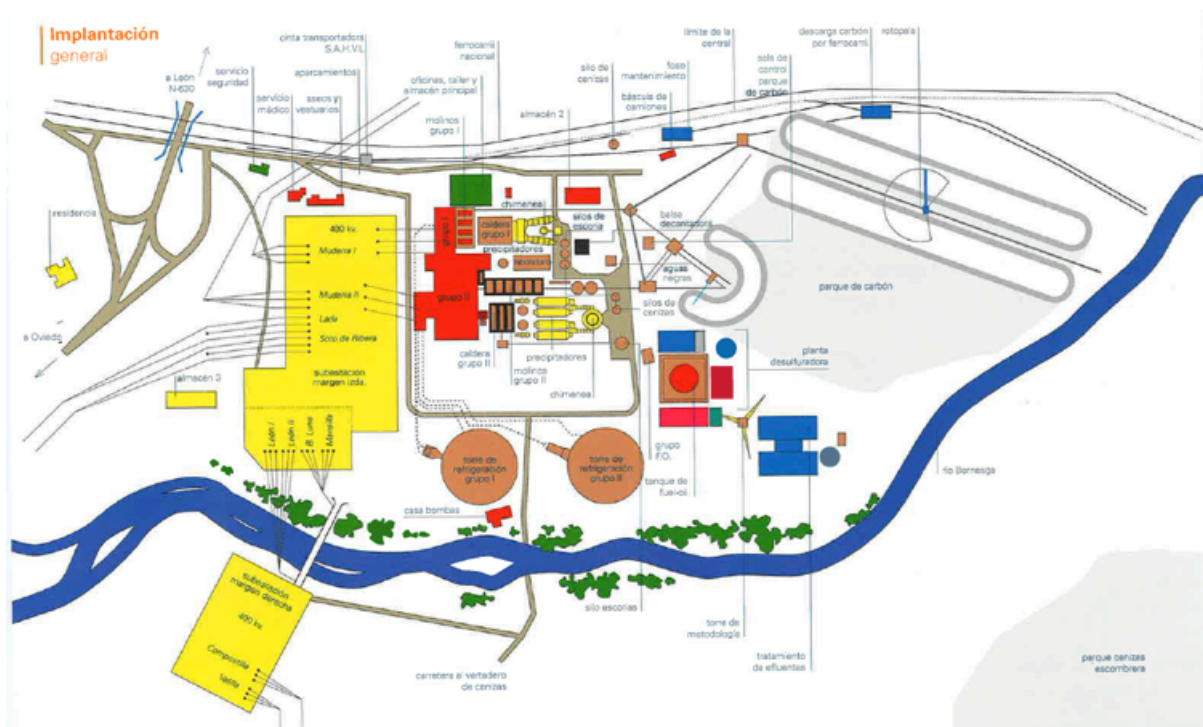 Implantación
general
a León
N-630
servicio
seguridad
servicio
médico
cinta transportadora
S.A.H.V.L.
aparcamientos
aseos y
vestuarios
oficinas, taller y
almacén principal
molinos
grupo I
ferrocarril
nacional
almacén 2
silo de
cenizas
foso
mantenimiento
báscula de
camiones
límite de la
central
sala de
control
parque
de carbón
descarga carbón
por ferrocarril
rotopala
residencia
a Oviedo
400 kv.
Mudarra I
Mudarra II
Lada
Soto de Ribera
subestación
margen izda.
almacén 3
León I
León II
B. Luna
Mansilla
grupo I
grupo II
caldera
grupo I
chimenea
precipitadores
silos de
escoria
balsa
decantadora
aguas
negras
silos de
cenizas
caldera
grupo II
molinos
grupo II
precipitadores
chimenea
parque de carbón
planta
desulfuradora
grupo
F.O.
tanque de
fuel-oil
torre de
refrigeración
grupo I
torre de
refrigeración
grupo II
casa bombas
río Bernesga
subestación
margen derecha
400 kv.
Compostilla
silo escorias
torre de
metodología
tratamiento
de efluentes
carretera al vertadero
de cenizas
parque cenizas
escombrera